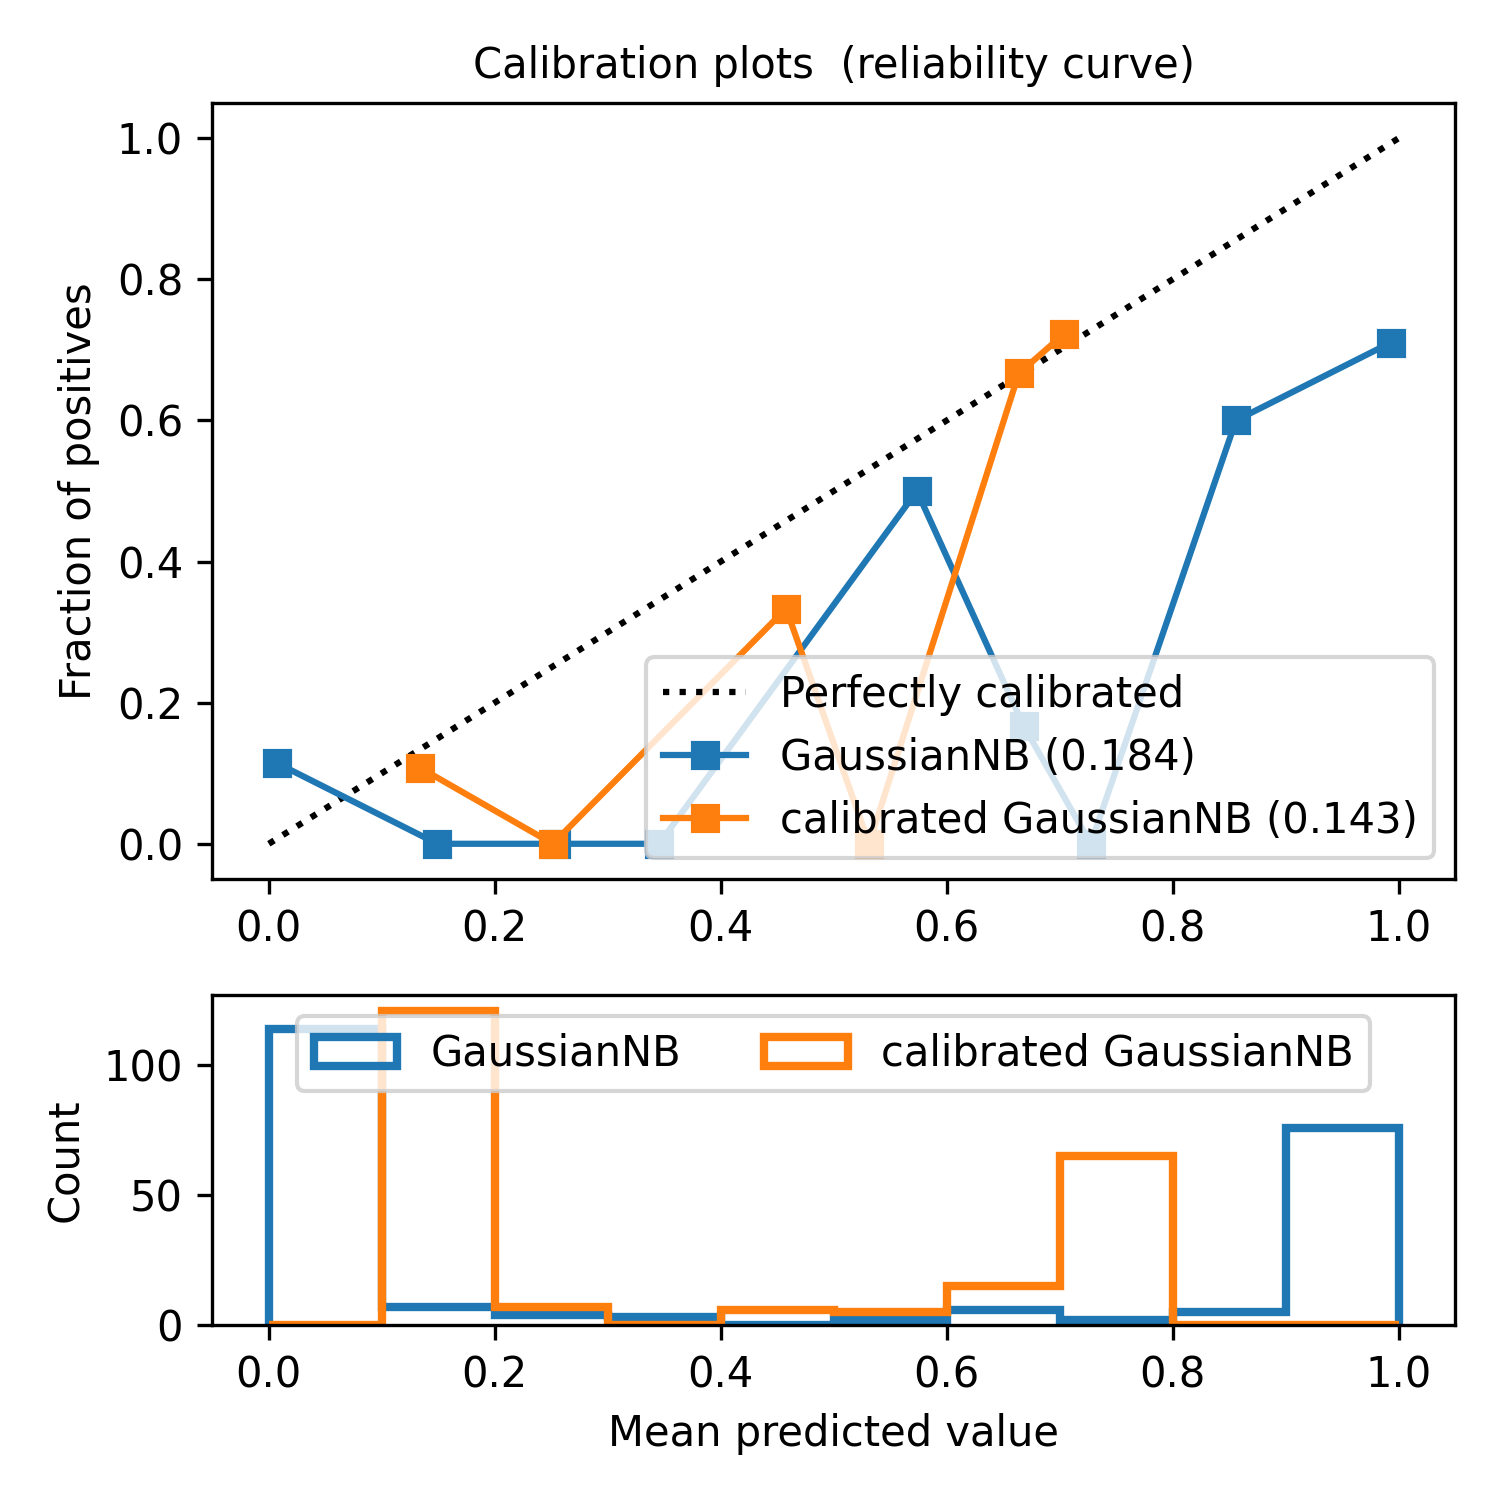 Calibration plots  (reliability curve)
1.0
0.8
0.6
0.4
0.2
0.0
Fraction of positives
Perfectly calibrated
GaussianNB (0.184)
calibrated GaussianNB (0.143)
0.0 0.2 0.4 0.6 0.8 1.0
GaussianNB calibrated GaussianNB
100
50
0
Count
0.0 0.2 0.4 0.6 0.8 1.0
Mean predicted value